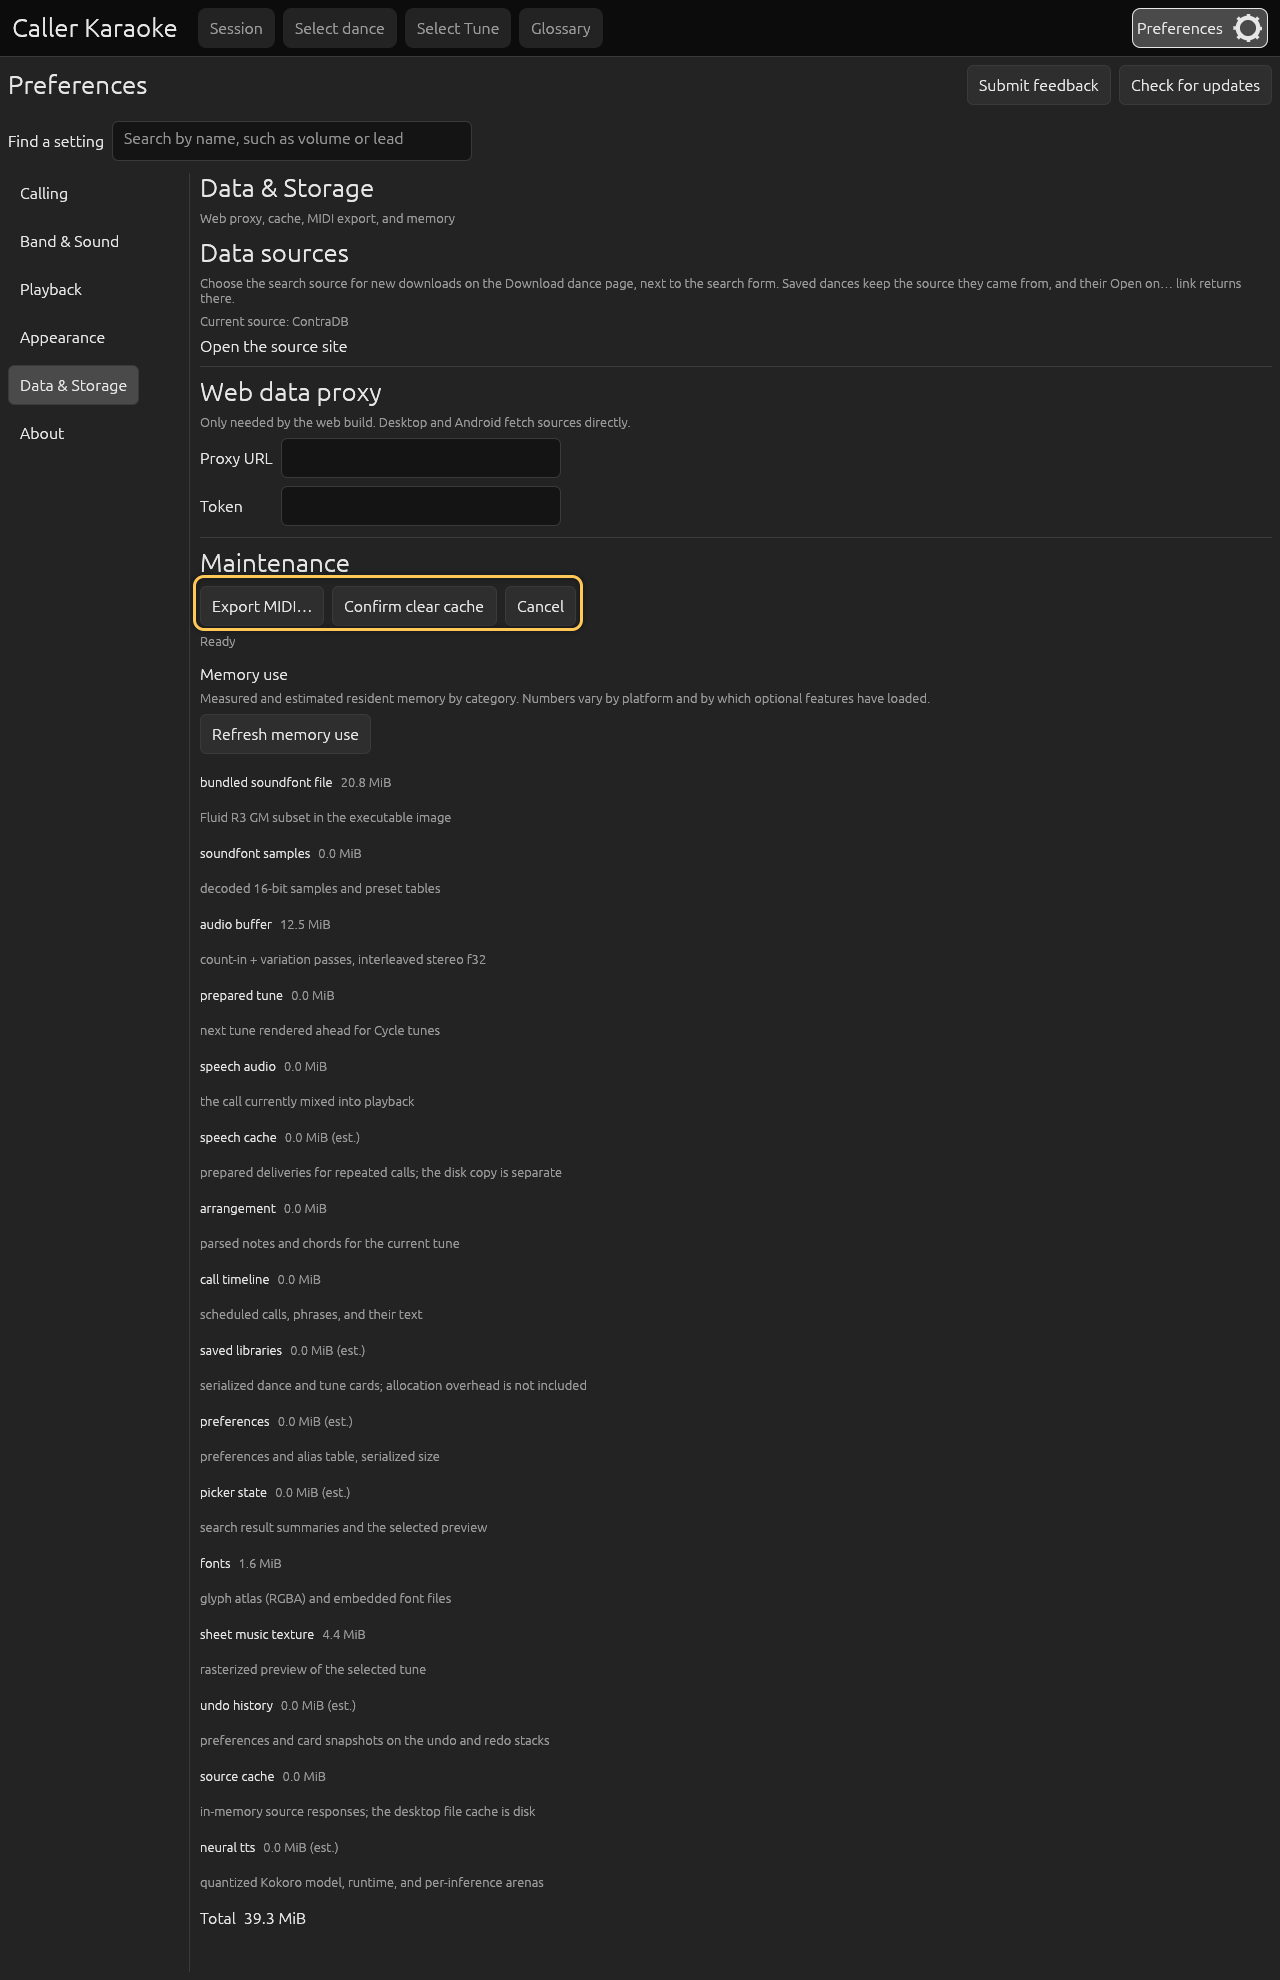 Caller Karaoke
Session
Select dance
Select Tune
Glossary
Preferences
Preferences
Submit feedback
Check for updates
Find a setting
Search by name, such as volume or lead
Calling
Band & Sound
Playback
Appearance
Data & Storage
About
Data & Storage
Web proxy, cache, MIDI export, and memory
Data sources
Choose the search source for new downloads on the Download dance page, next to the search form. Saved dances keep the source they came from, and their Open on… link returns
there.
Current source: ContraDB
Open the source site
Web data proxy
Only needed by the web build. Desktop and Android fetch sources directly.
Proxy URL
Token
Maintenance
Export MIDI…
Confirm clear cache
Cancel
Ready
Memory use
Measured and estimated resident memory by category. Numbers vary by platform and by which optional features have loaded.
Refresh memory use
bundled soundfont file 20.8 MiB
Fluid R3 GM subset in the executable image
soundfont samples 0.0 MiB
decoded 16-bit samples and preset tables
audio buffer 12.5 MiB
count-in + variation passes, interleaved stereo f32
prepared tune 0.0 MiB
next tune rendered ahead for Cycle tunes
speech audio 0.0 MiB
the call currently mixed into playback
speech cache 0.0 MiB (est.)
prepared deliveries for repeated calls; the disk copy is separate
arrangement 0.0 MiB
parsed notes and chords for the current tune
call timeline 0.0 MiB
scheduled calls, phrases, and their text
saved libraries 0.0 MiB (est.)
serialized dance and tune cards; allocation overhead is not included
preferences 0.0 MiB (est.)
preferences and alias table, serialized size
picker state 0.0 MiB (est.)
search result summaries and the selected preview
fonts 1.6 MiB
glyph atlas (RGBA) and embedded font files
sheet music texture 4.4 MiB
rasterized preview of the selected tune
undo history 0.0 MiB (est.)
preferences and card snapshots on the undo and redo stacks
source cache 0.0 MiB
in-memory source responses; the desktop file cache is disk
neural tts 0.0 MiB (est.)
quantized Kokoro model, runtime, and per-inference arenas
Total 39.3 MiB